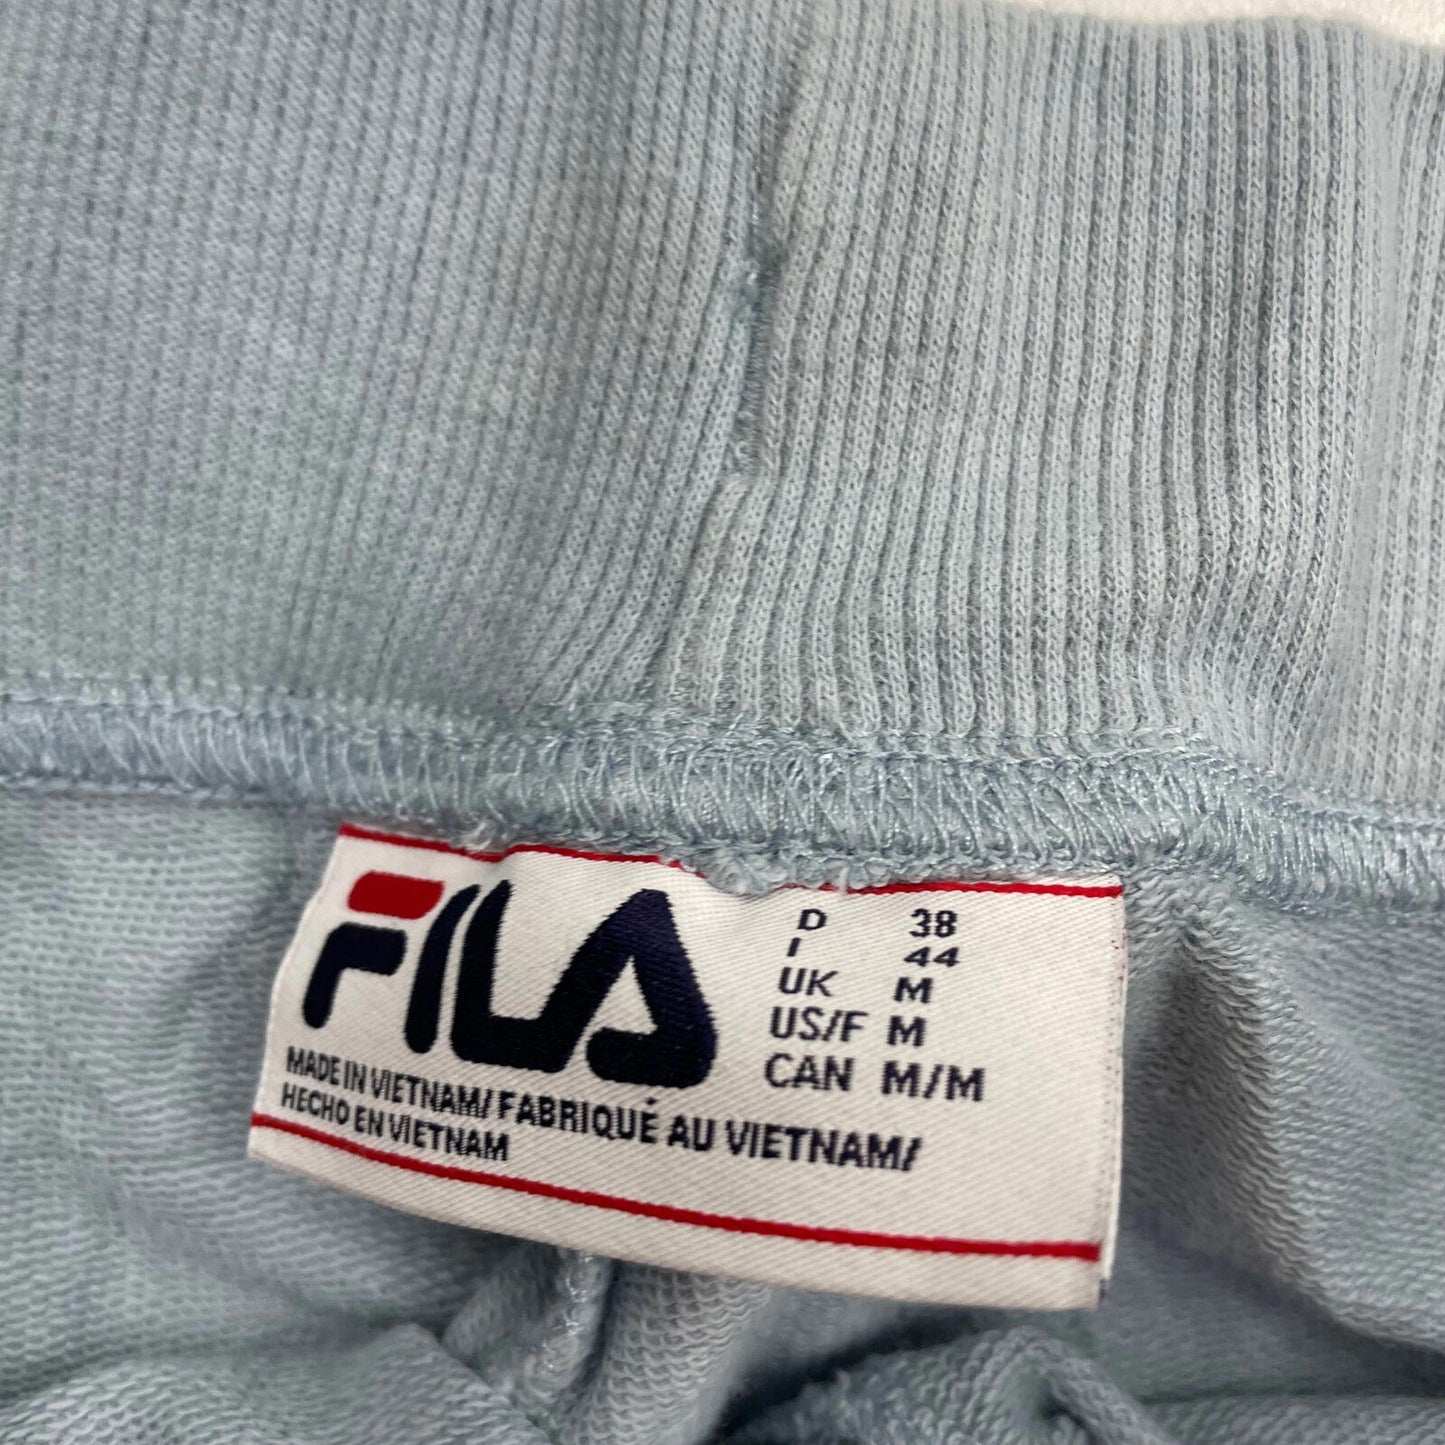 FILA
D 38
I 44
UK M
US/F M
CAN M/M
MADE IN VIETNAM/ FABRIQUÉ AU VIETNAM/
HECHO EN VIETNAM